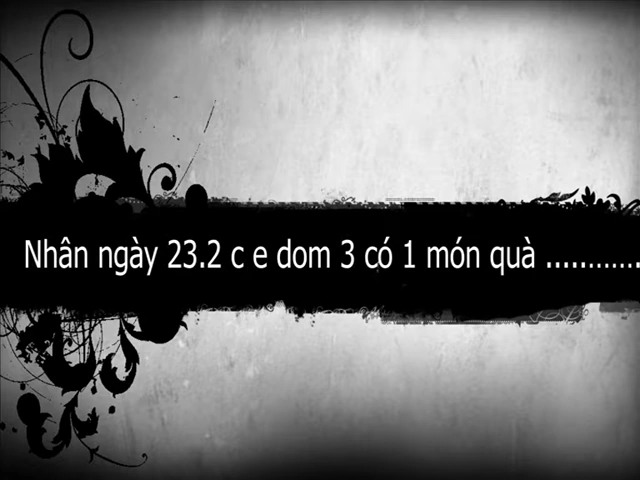 Nhân ngày 23.2 c e dom 3 có 1 món quà ............